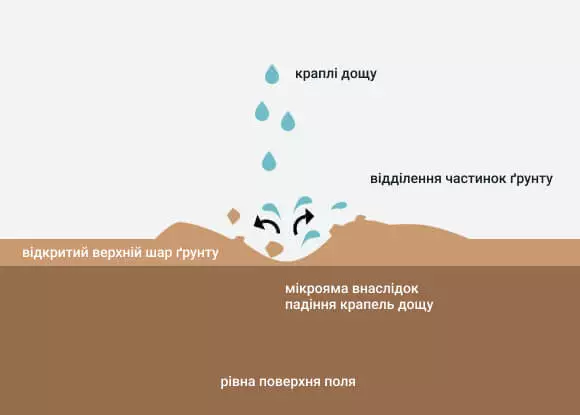 краплі дощу
відділення частинок ґрунту
відкритий верхній шар ґрунту
мікрояма внаслідок
падіння крапель дощу
рівна поверхня поля